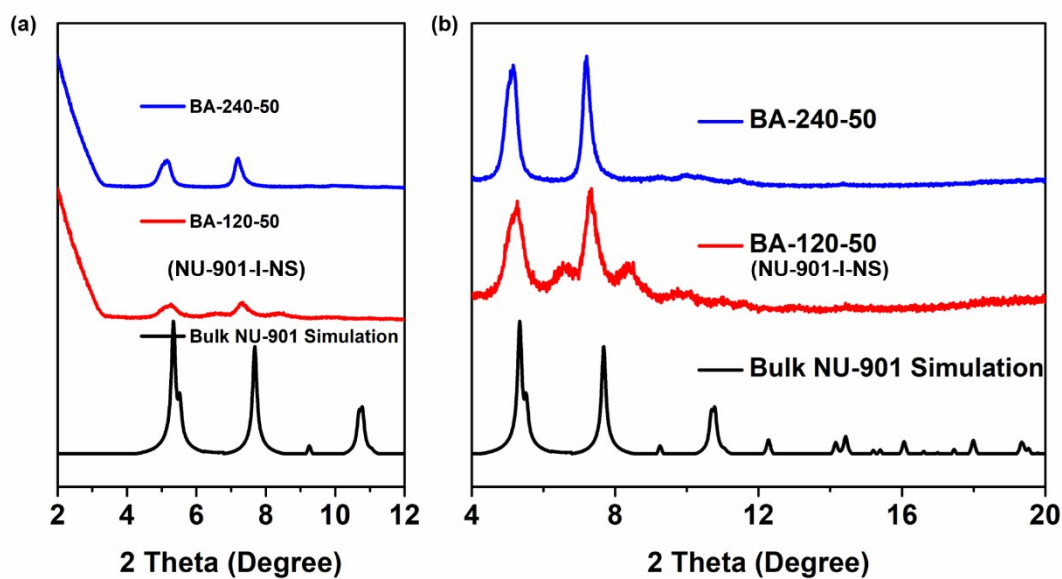 (a)
BA-240-50
BA-120-50
(NU-901-I-NS)
Bulk NU-901 Simulation
2 4 6 8 10 12
2 Theta (Degree)
(b)
BA-240-50
BA-120-50
(NU-901-I-NS)
Bulk NU-901 Simulation
4 8 12 16 20
2 Theta (Degree)